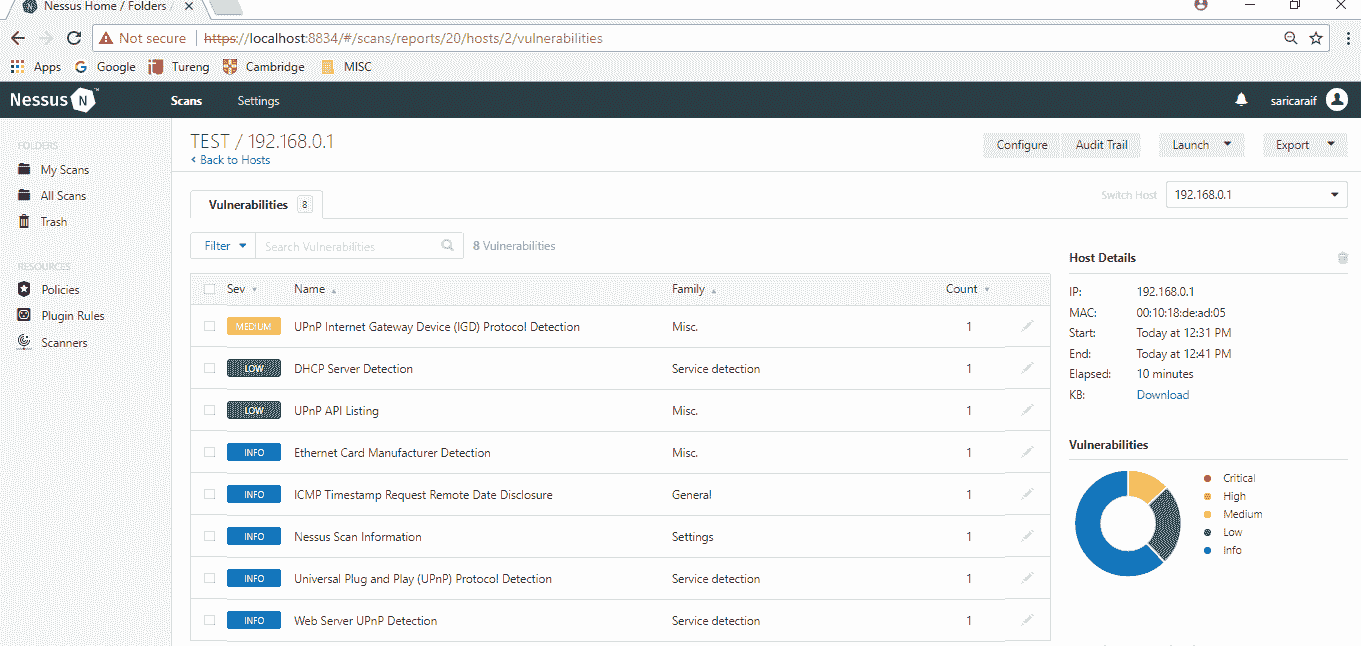 Nessus Home / Folders
Not secure https://localhost:8834/#/scans/reports/20/hosts/2/vulnerabilities
Apps Google Tureng Cambridge MISC
Nessus N ™ Scans Settings saricaraif
FOLDERS
My Scans
All Scans
Trash
RESOURCES
Policies
Plugin Rules
Scanners
TEST / 192.168.0.1
< Back to Hosts
Configure Audit Trail Launch Export
Vulnerabilities 8
Switch Host 192.168.0.1
Filter Search Vulnerabilities 8 Vulnerabilities
Sev Name Family Count
MEDIUM UPnP Internet Gateway Device (IGD) Protocol Detection Misc. 1
LOW DHCP Server Detection Service detection 1
LOW UPnP API Listing Misc. 1
INFO Ethernet Card Manufacturer Detection Misc. 1
INFO ICMP Timestamp Request Remote Date Disclosure General 1
INFO Nessus Scan Information Settings 1
INFO Universal Plug and Play (UPnP) Protocol Detection Service detection 1
INFO Web Server UPnP Detection Service detection 1
Host Details
IP: 192.168.0.1
MAC: 00:10:18:de:ad:05
Start: Today at 12:31 PM
End: Today at 12:41 PM
Elapsed: 10 minutes
KB: Download
Vulnerabilities
Critical
High
Medium
Low
Info